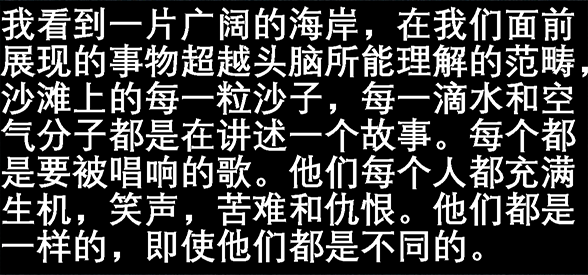 我看到一片广阔的海岸，在我们面前
展现的事物超越头脑所能理解的范畴，
沙滩上的每一粒沙子，每一滴水和空
气分子都是在讲述一个故事。每个都
是要被唱响的歌。他们每个人都充满
生机，笑声，苦难和仇恨。他们都是
一样的，即使他们都是不同的。